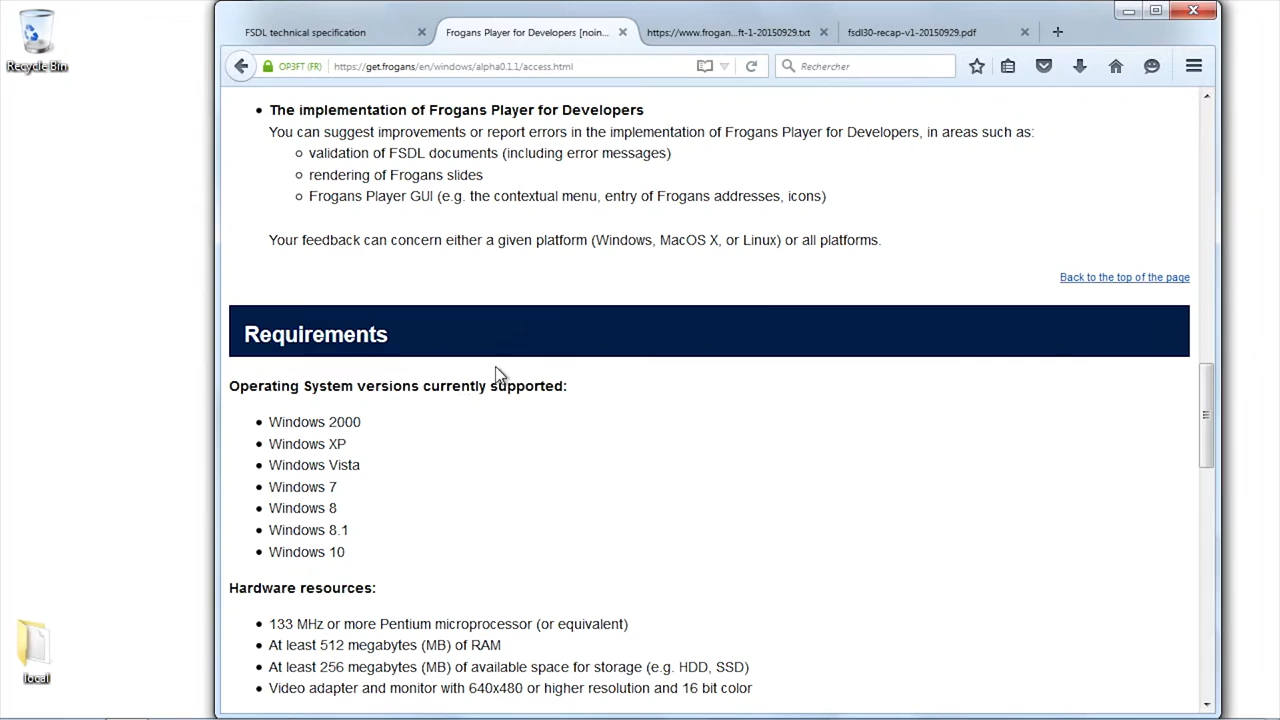 Recycle Bin
local
FSDL technical specification
Frogans Player for Developers [noin...
https://www.frogan...ft-1-20150929.txt
fsdl30-recap-v1-20150929.pdf
OP3FT (FR)
https://get.frogans/en/windows/alpha0.1.1/access.html
Rechercher
The implementation of Frogans Player for Developers
You can suggest improvements or report errors in the implementation of Frogans Player for Developers, in areas such as:
validation of FSDL documents (including error messages)
rendering of Frogans slides
Frogans Player GUI (e.g. the contextual menu, entry of Frogans addresses, icons)
Your feedback can concern either a given platform (Windows, MacOS X, or Linux) or all platforms.
Back to the top of the page
Requirements
Operating System versions currently supported:
Windows 2000
Windows XP
Windows Vista
Windows 7
Windows 8
Windows 8.1
Windows 10
Hardware resources:
133 MHz or more Pentium microprocessor (or equivalent)
At least 512 megabytes (MB) of RAM
At least 256 megabytes (MB) of available space for storage (e.g. HDD, SSD)
Video adapter and monitor with 640x480 or higher resolution and 16 bit color